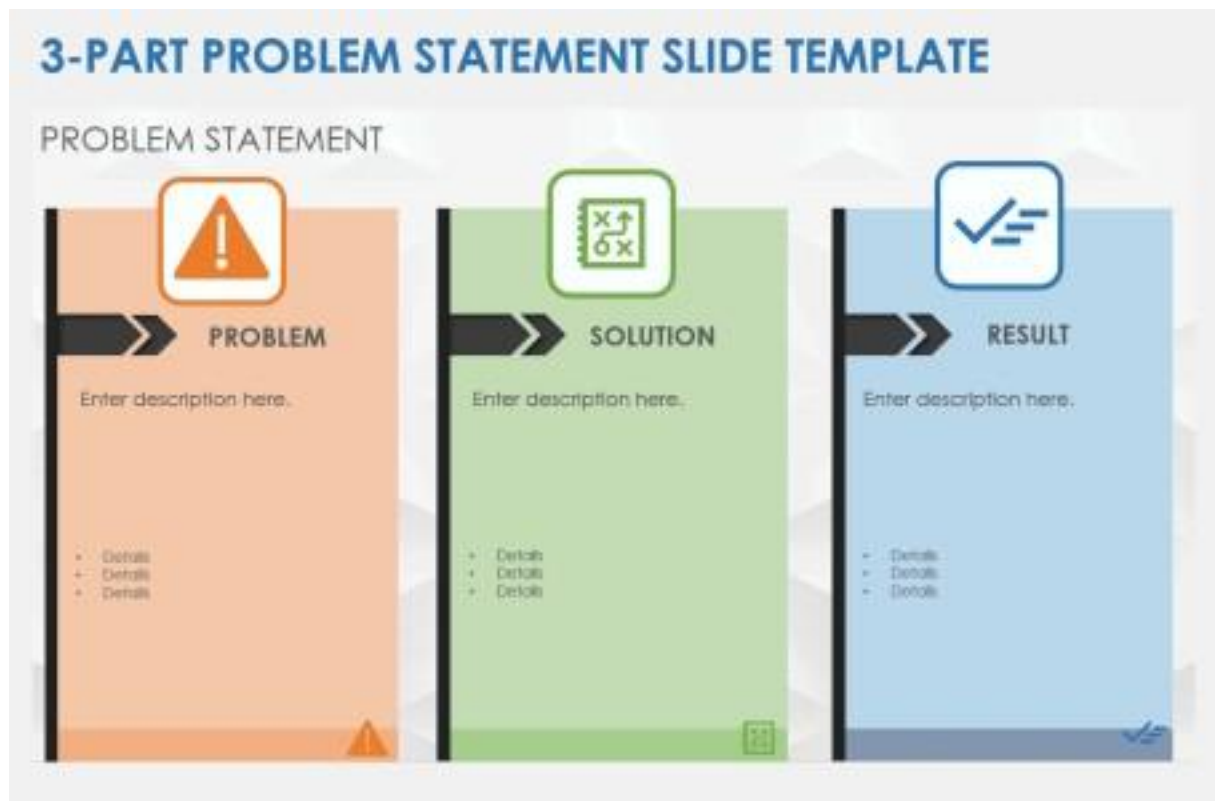 3-PART PROBLEM STATEMENT SLIDE TEMPLATE
PROBLEM STATEMENT
PROBLEM
Enter description here.
• Details
• Details
• Details
SOLUTION
Enter description here.
• Details
• Details
• Details
RESULT
Enter description here.
• Details
• Details
• Details